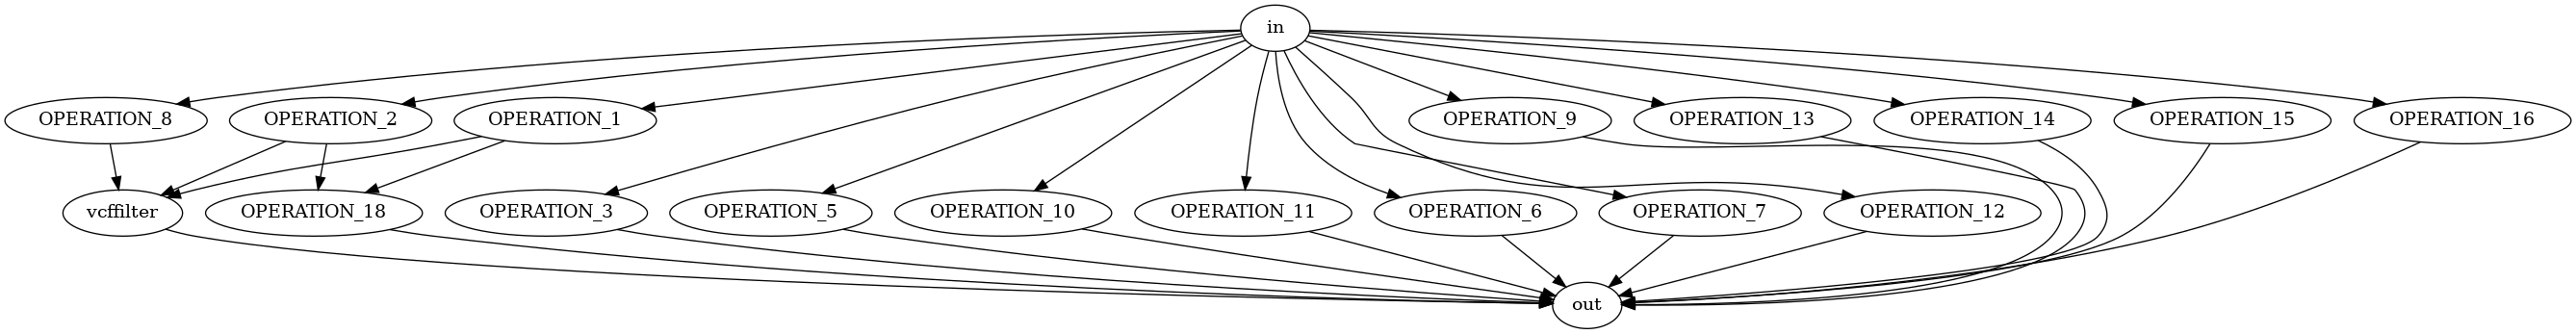 in
OPERATION_8
OPERATION_2
OPERATION_1
OPERATION_9
OPERATION_13
OPERATION_14
OPERATION_15
OPERATION_16
vcffilter
OPERATION_18
OPERATION_3
OPERATION_5
OPERATION_10
OPERATION_11
OPERATION_6
OPERATION_7
OPERATION_12
out